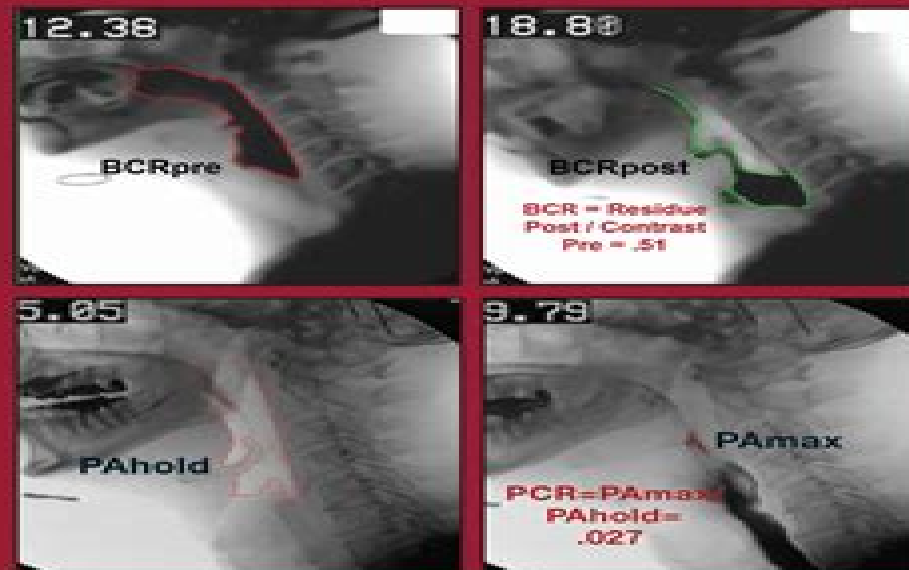 12.38
BCRpre
18.8
BCRpost
BCR = Residue
Post / Contrast
Pre = .51
5.05
PAhold
9.79
PAmax
PCR=PAmax/
PAhold=
.027